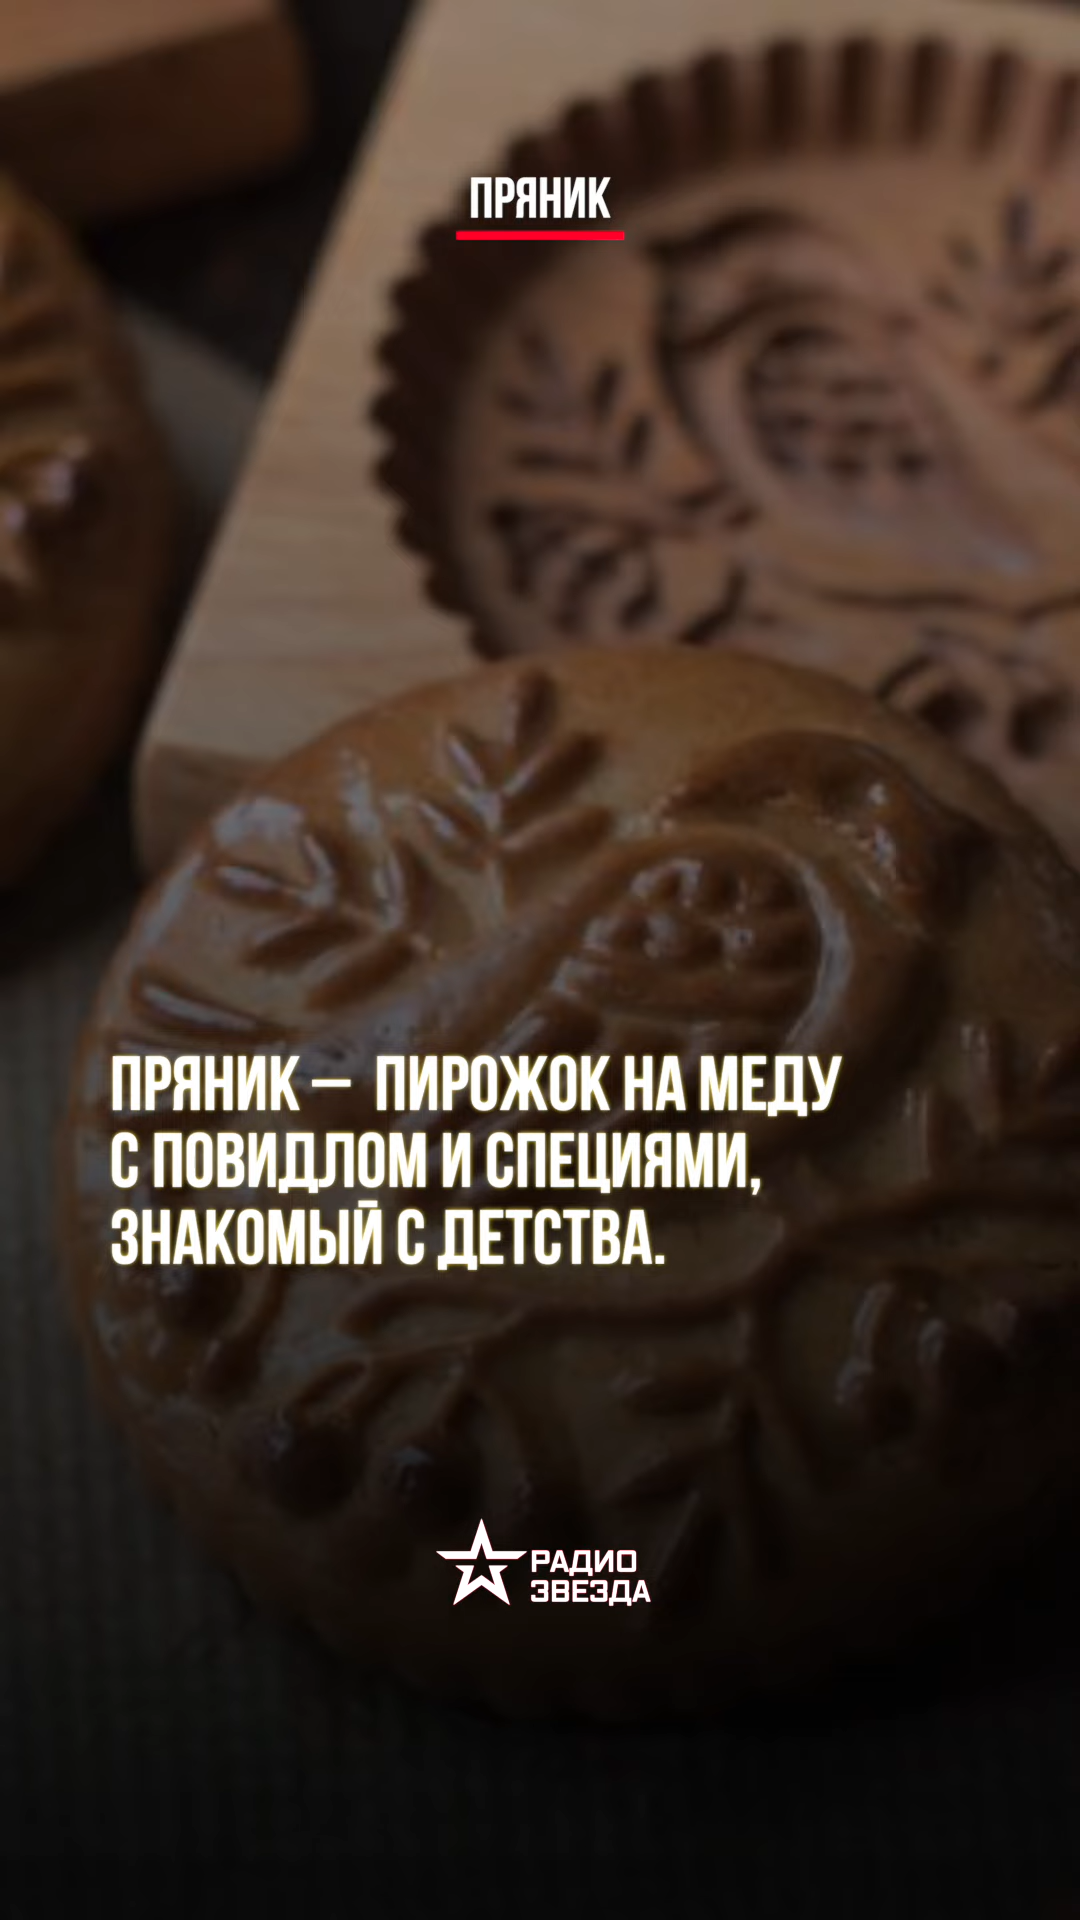 ПРЯНИК
ПРЯНИК — ПИРОЖОК НА МЕДУ
С ПОВИДЛОМ И СПЕЦИЯМИ,
ЗНАКОМЫЙ С ДЕТСТВА.
РАДИО
ЗВЕЗДА